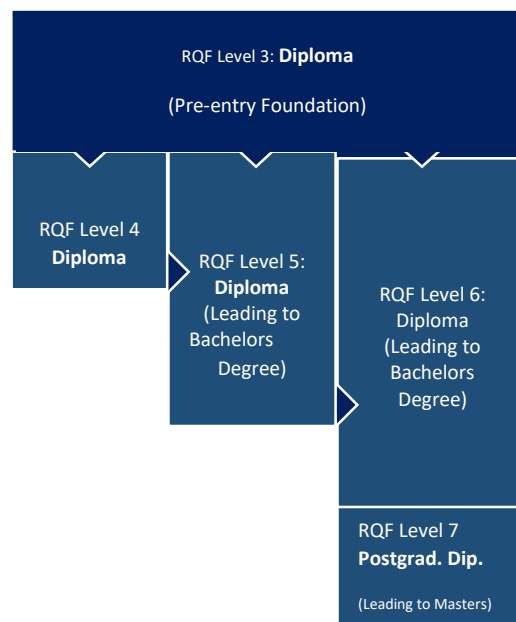 RQF Level 3: Diploma
(Pre-entry Foundation)
RQF Level 4
Diploma
RQF Level 5:
Diploma
(Leading to
Bachelors
Degree)
RQF Level 6:
Diploma
(Leading to
Bachelors
Degree)
RQF Level 7
Postgrad. Dip.
(Leading to Masters)